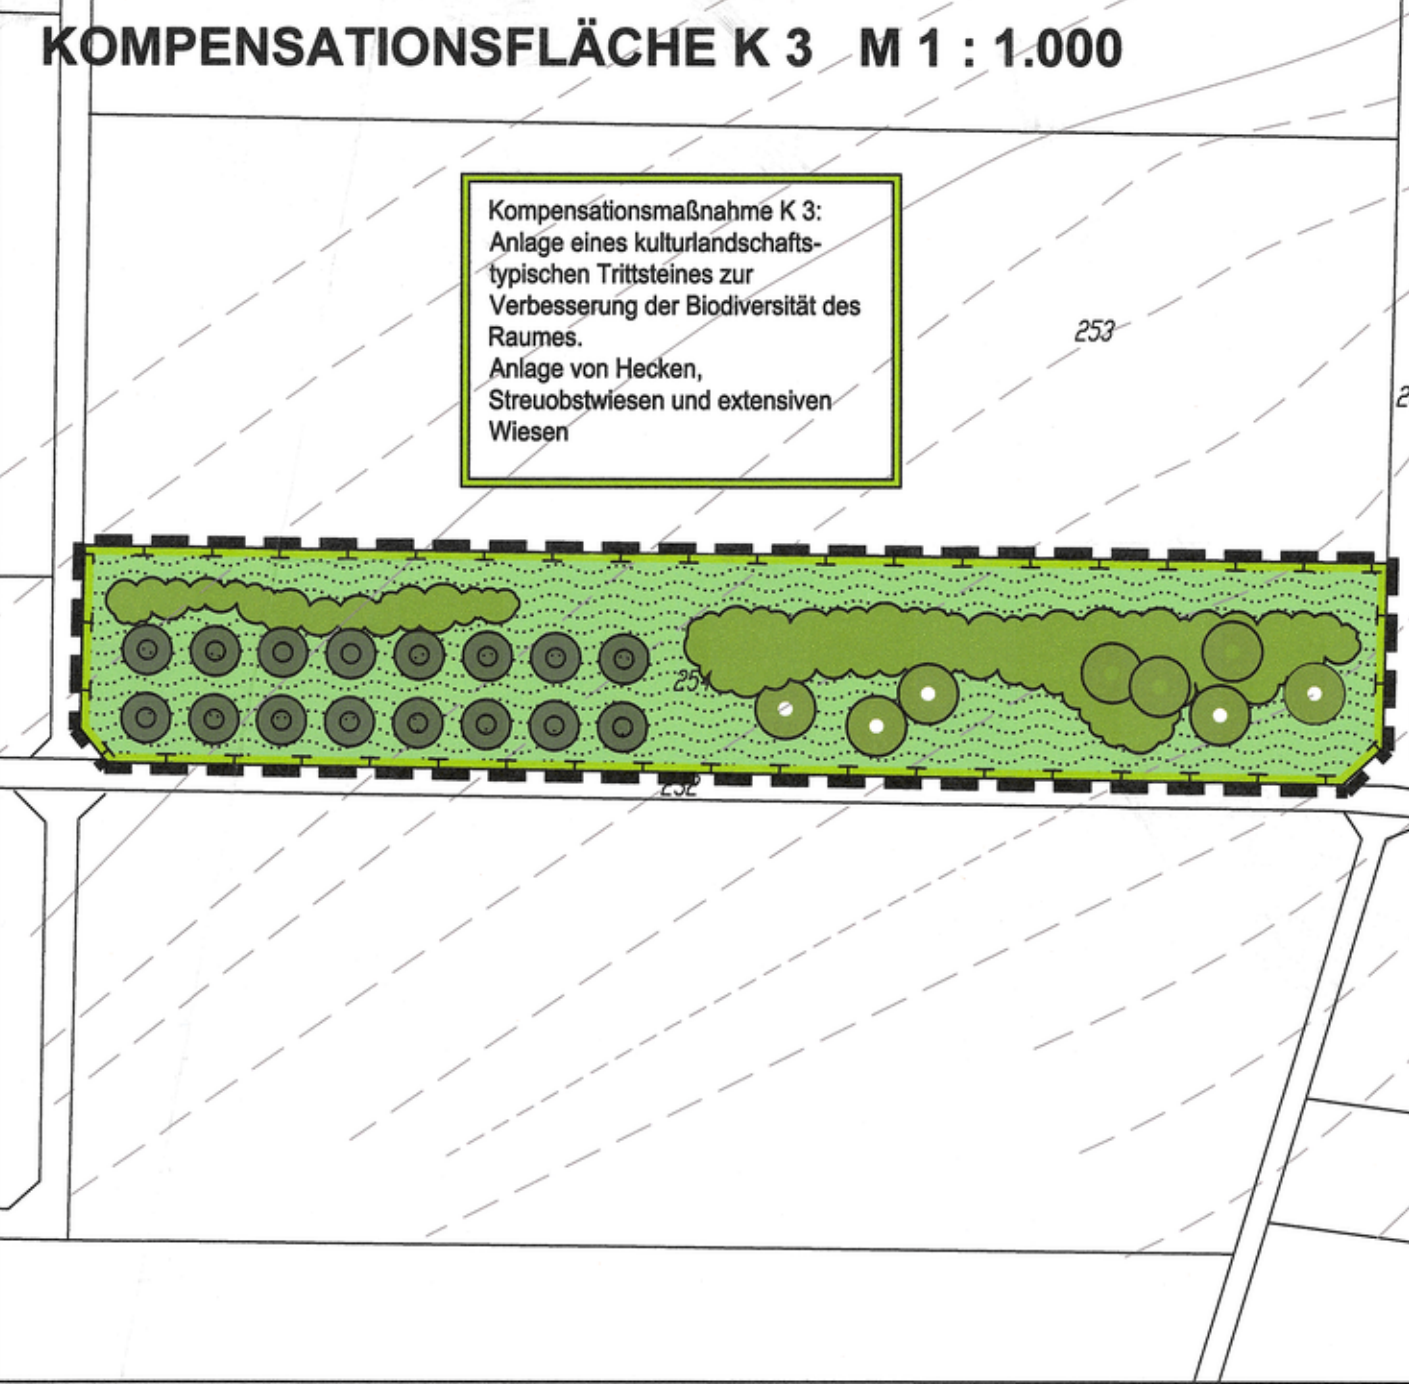 KOMPENSATIONSFLÄCHE K 3 M 1 : 1.000
Kompensationsmaßnahme K 3:
Anlage eines kulturlandschafts-
typischen Trittsteines zur
Verbesserung der Biodiversität des
Raumes.
Anlage von Hecken,
Streuobstwiesen und extensiven
Wiesen
253
254
252